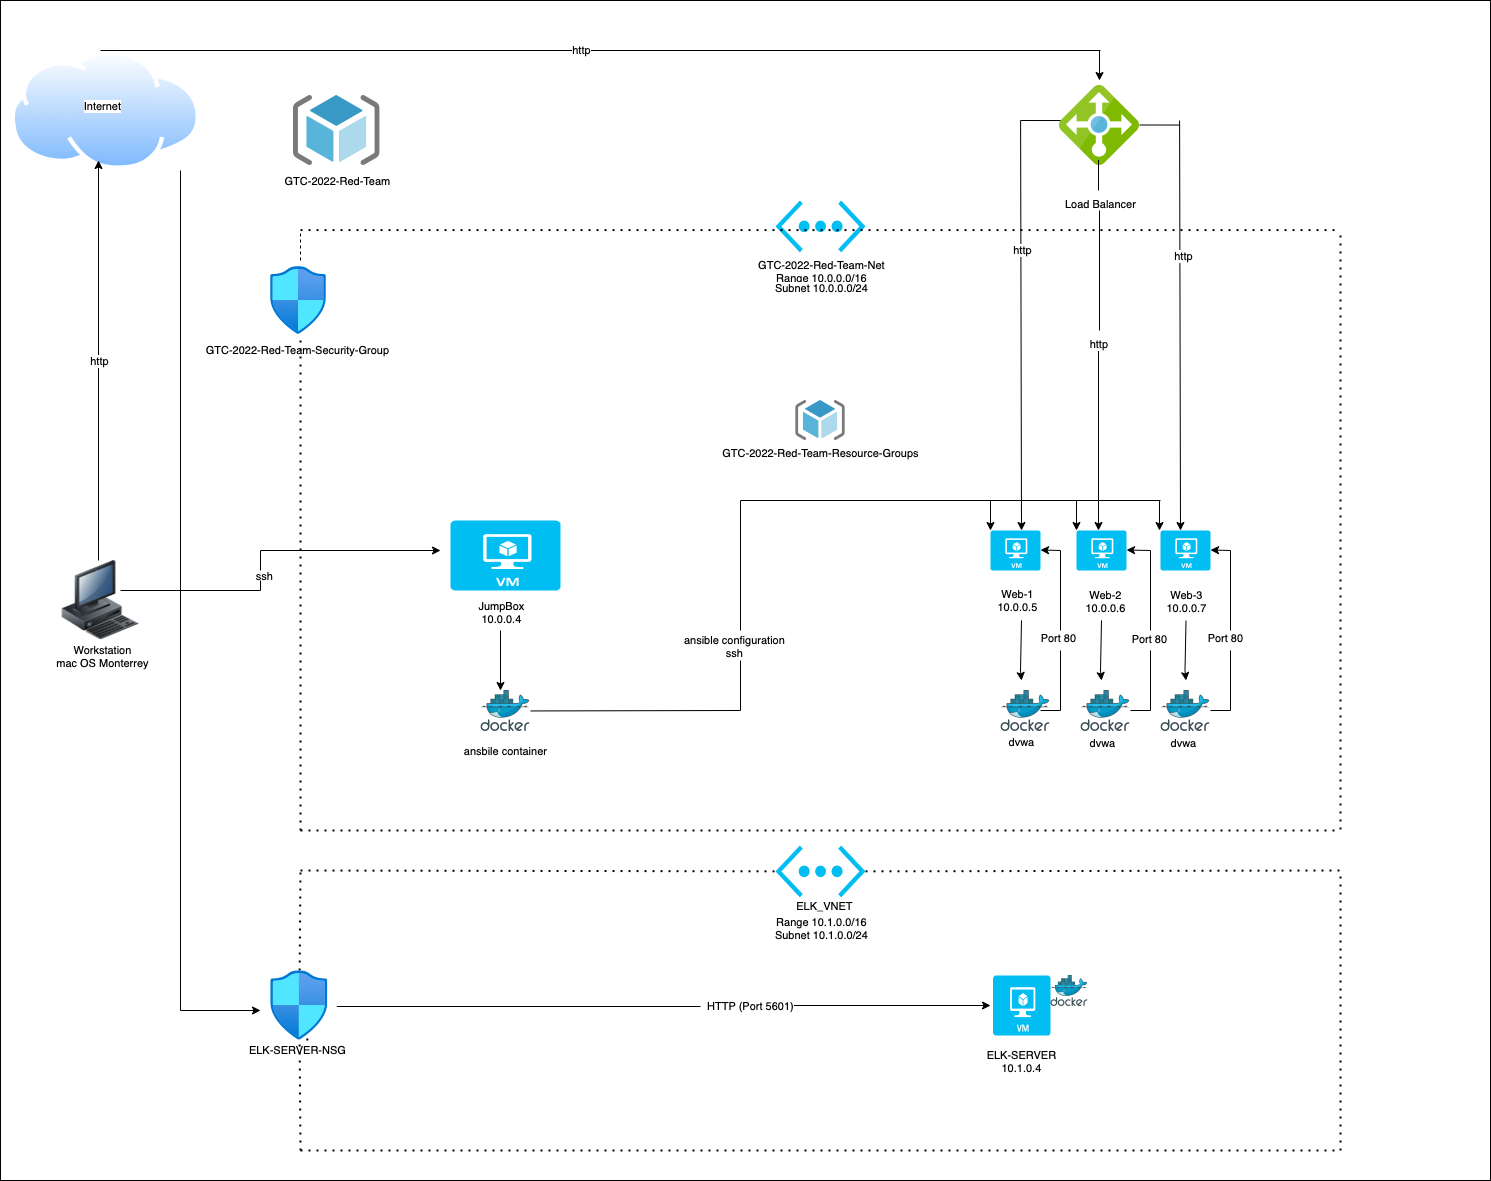 http
Internet
GTC-2022-Red-Team
Load Balancer
http
http
GTC-2022-Red-Team-Net
Range 10.0.0.0/16
Subnet 10.0.0.0/24
GTC-2022-Red-Team-Security-Group
http
http
GTC-2022-Red-Team-Resource-Groups
VM
VM
VM
VM
ssh
JumpBox
10.0.0.4
Web-1
10.0.0.5
Web-2
10.0.0.6
Web-3
10.0.0.7
Workstation
mac OS Monterrey
ansible configuration
ssh
Port 80
Port 80
Port 80
docker
ansbile container
docker
dvwa
docker
dvwa
docker
dvwa
ELK_VNET
Range 10.1.0.0/16
Subnet 10.1.0.0/24
HTTP (Port 5601)
VM
docker
ELK-SERVER-NSG
ELK-SERVER
10.1.0.4